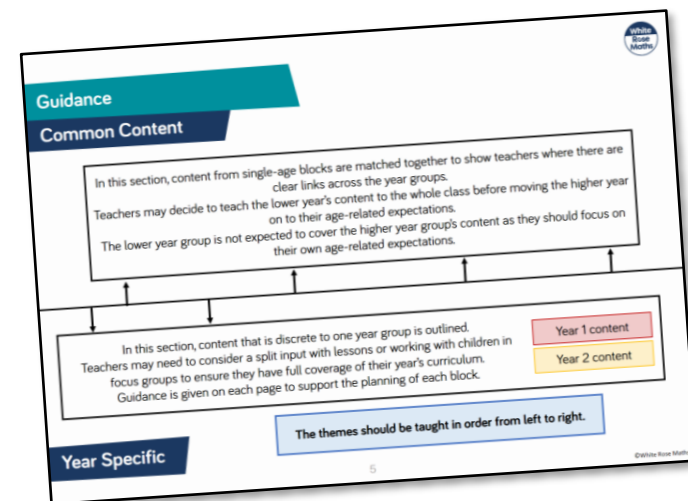 White
Rose
Maths
Guidance
Common Content
In this section, content from single-age blocks are matched together to show teachers where there are
clear links across the year groups.
Teachers may decide to teach the lower year's content to the whole class before moving the higher year
on to their age-related expectations.
The lower year group is not expected to cover the higher year group's content as they should focus on
their own age-related expectations.
In this section, content that is discrete to one year group is outlined.
Teachers may need to consider a split input with lessons or working with children in
focus groups to ensure they have full coverage of their year's curriculum.
Guidance is given on each page to support the planning of each block.
Year 1 content
Year 2 content
The themes should be taught in order from left to right.
Year Specific
5
©White Rose Maths